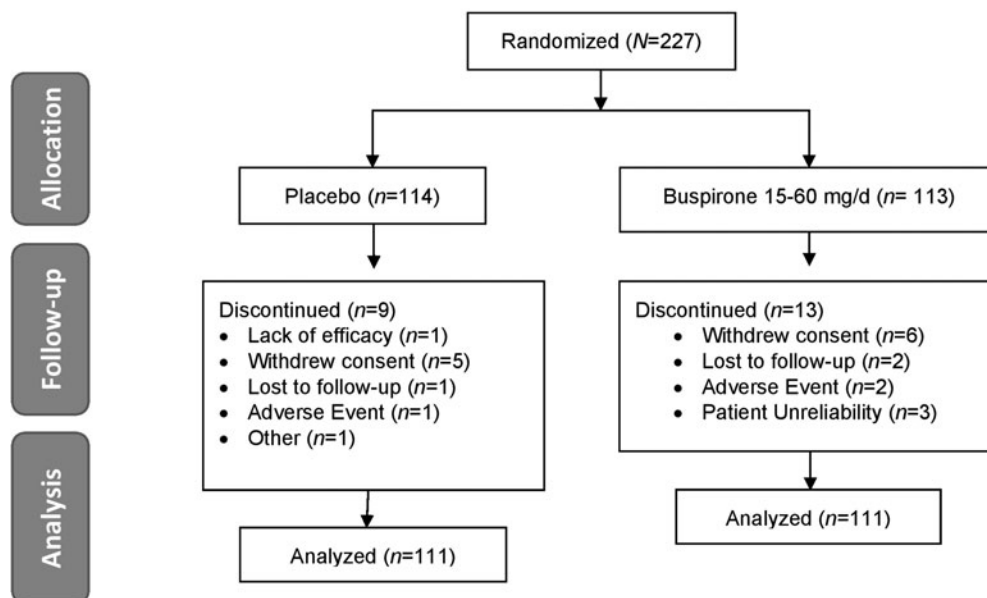 Randomized (N=227)
Allocation
Placebo (n=114)
Buspirone 15-60 mg/d (n= 113)
Follow-up
Discontinued (n=9)
• Lack of efficacy (n=1)
• Withdrew consent (n=5)
• Lost to follow-up (n=1)
• Adverse Event (n=1)
• Other (n=1)
Discontinued (n=13)
• Withdrew consent (n=6)
• Lost to follow-up (n=2)
• Adverse Event (n=2)
• Patient Unreliability (n=3)
Analysis
Analyzed (n=111)
Analyzed (n=111)